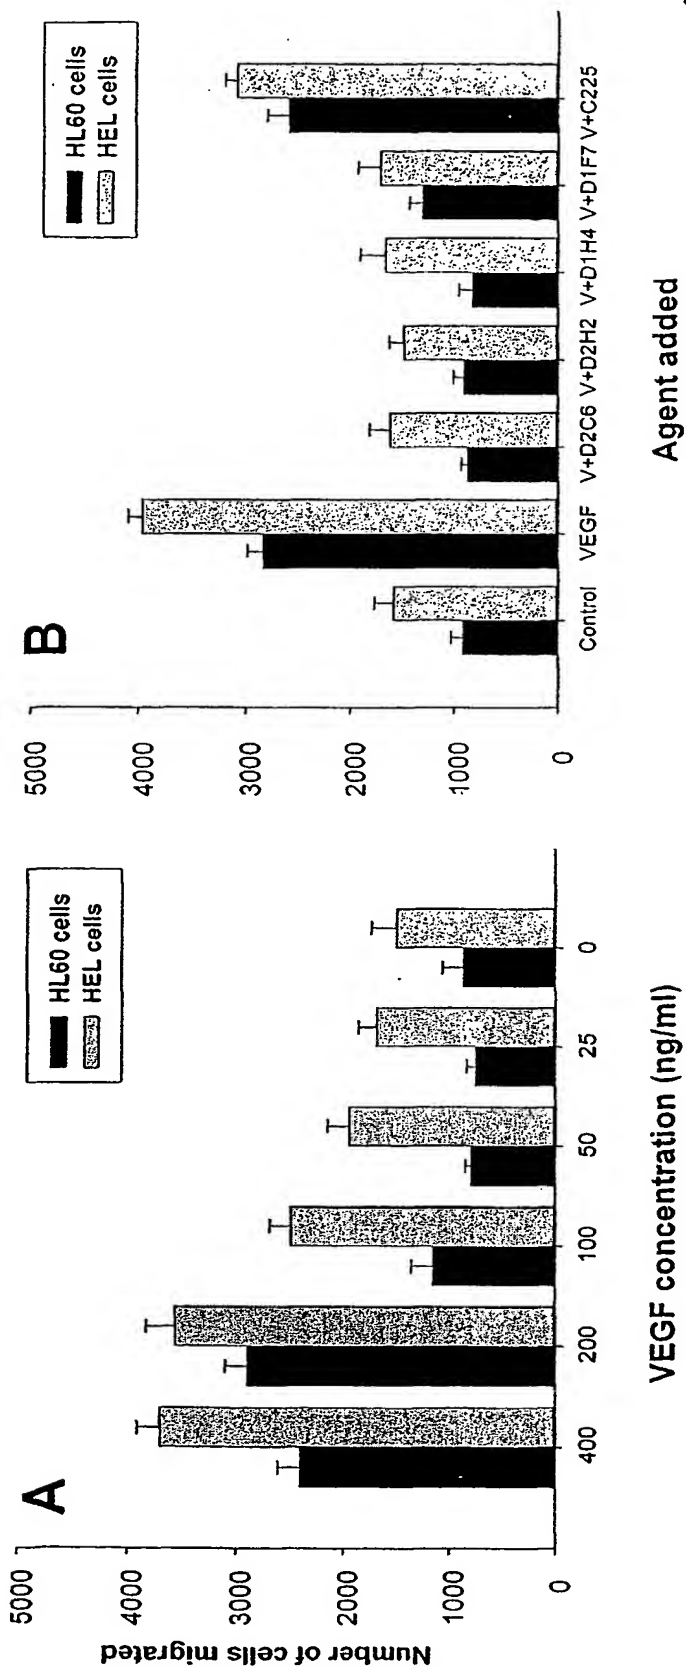 A
HL60 cells
HEL cells
Number of cells migrated
5000
4000
3000
2000
1000
0
400
200
100
50
25
0
VEGF concentration (ng/ml)
B
HL60 cells
HEL cells
5000
4000
3000
2000
1000
0
Control
VEGF
V+D2C6
V+D2H2
V+D1H4
V+D1F7
V+C225
Agent added